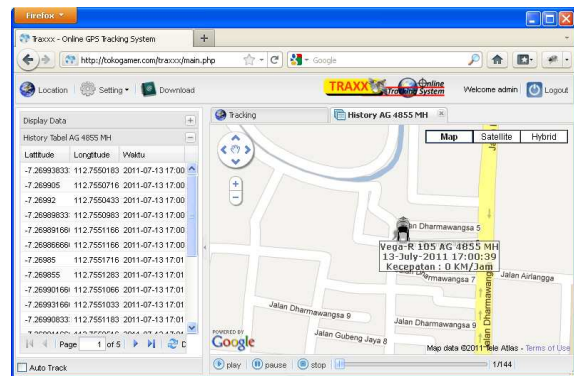 Firefox
Traxxx - Online GPS Tracking System
http://tokogamer.com/traxxx/main.php
Google
Location
Setting
Download
TRAXX
Online
Tracking System
Welcome admin
Logout
Display Data
History Tabel AG 4855 MH
Lattitude Longtitude Waktu
-7.26993833 112.7550183 2011-07-13 17:00
-7.269905 112.7550716 2011-07-13 17:00
-7.26992 112.7550433 2011-07-13 17:00
-7.26989833 112.7550983 2011-07-13 17:00
-7.26989166 112.7551166 2011-07-13 17:00
-7.26986666 112.7551166 2011-07-13 17:00
-7.26985 112.7551716 2011-07-13 17:01
-7.269855 112.7551283 2011-07-13 17:01
-7.26990166 112.7551066 2011-07-13 17:01
-7.26993166 112.7551033 2011-07-13 17:01
-7.26990833 112.7551183 2011-07-13 17:01
Page 1 of 5
Auto Track
Tracking
History AG 4855 MH
Map Satellite Hybrid
Dharmawangsa 5
Vega-R 105 AG 4855 MH
13-July-2011 17:00:39
Kecepatan : 0 KM/Jam
Dharmawangsa 7
Jalan Airlangga
Jalan Dharmawangsa
Jalan Dharmawangsa 9
Jalan Dharmawangsa 9
Jalan Gubeng Jaya 8
POWERED BY
Google
Map data ©2011 Tele Atlas - Terms of Use
play pause stop 1/144